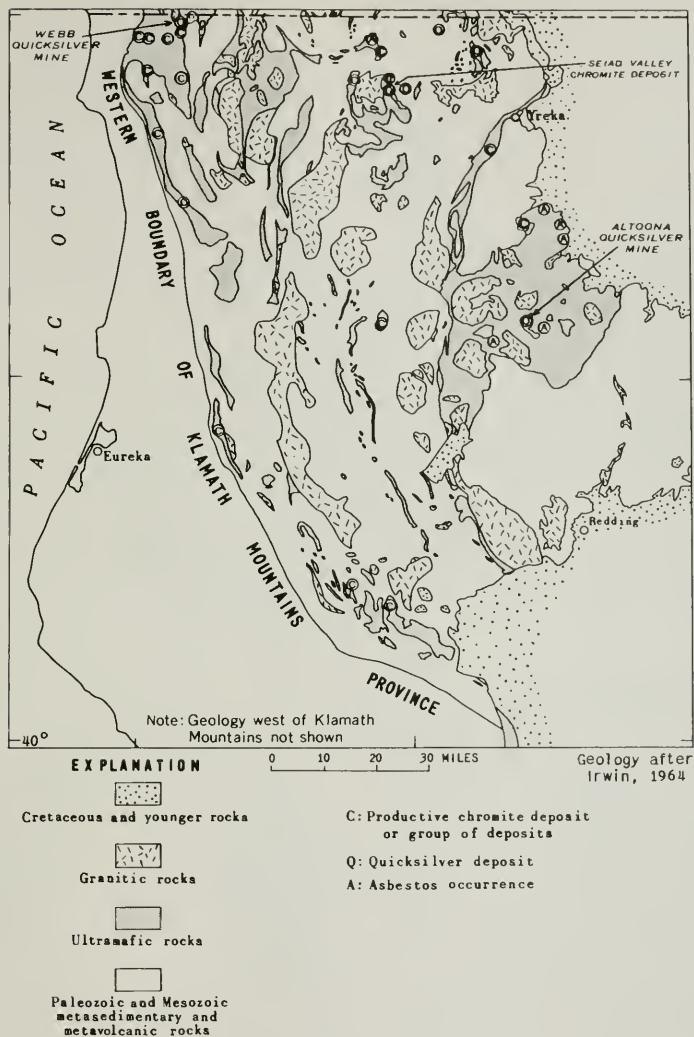 WEBB
QUICKSILVER
MINE
SEIAD VALLEY
CHROMITE DEPOSIT
Yreka
WESTERN BOUNDARY OF KLAMATH MOUNTAINS PROVINCE
PACIFIC OCEAN
ALTOONA
QUICKSILVER
MINE
Eureka
Redding
Note: Geology west of Klamath
Mountains not shown
40°
EXPLANATION
0 10 20 30 MILES
Geology after
Irwin, 1964
Cretaceous and younger rocks
Granitic rocks
Ultramafic rocks
Paleozoic and Mesozoic
metasedimentary and
metavolcanic rocks
C: Productive chromite deposit
or group of deposits
Q: Quicksilver deposit
A: Asbestos occurrence